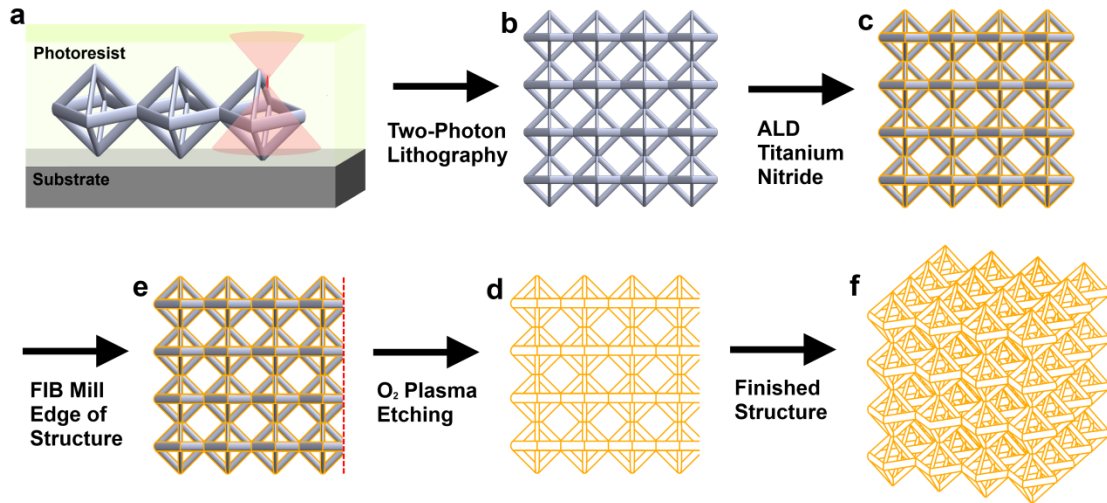 a
Photoresist
Substrate
Two-Photon
Lithography
b
ALD
Titanium
Nitride
c
FIB Mill
Edge of
Structure
e
O₂ Plasma
Etching
d
Finished
Structure
f